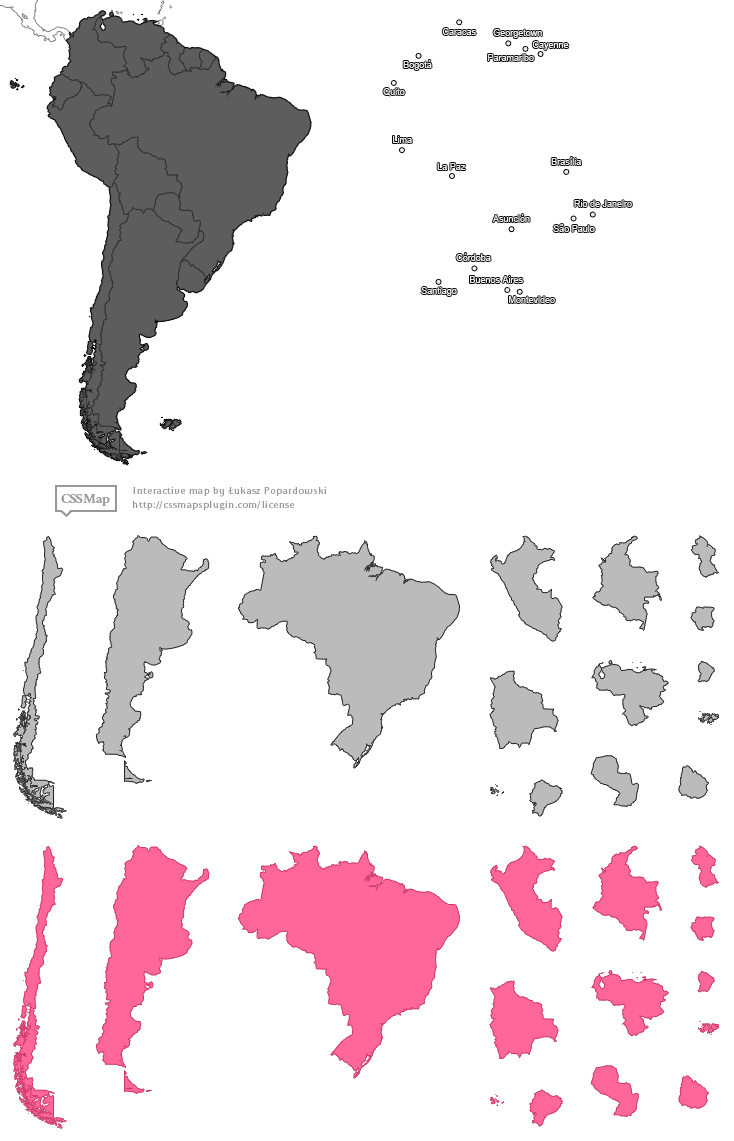 Caracas
Georgetown
Cayenne
Paramaribo
Bogotá
Quito
Lima
La Paz
Brasília
Rio de Janeiro
São Paulo
Asunción
Córdoba
Buenos Aires
Santiago
Montevideo
CSSMap
Interactive map by Łukasz Popardowski
http://cssmapsplugin.com/license